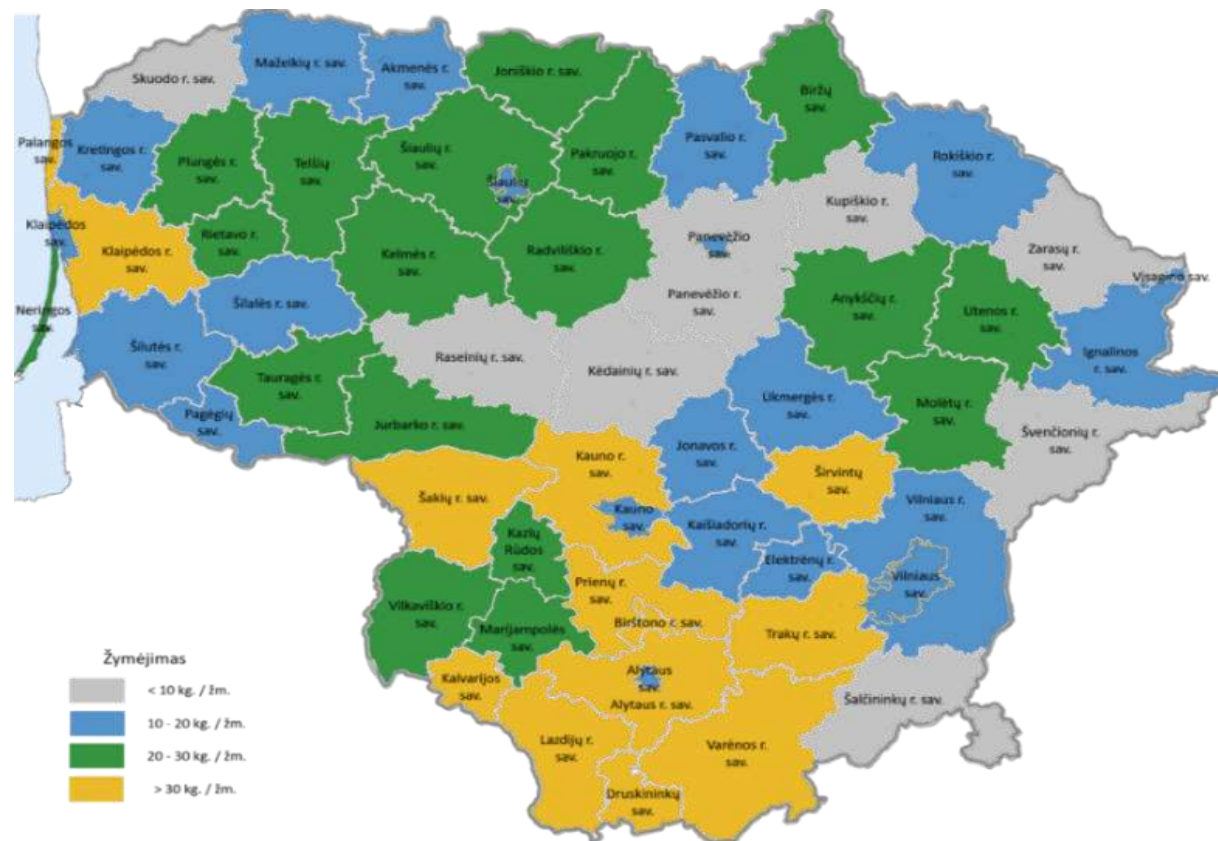 Skuodo r. sav.
Mažeikių r.
sav.
Akmenės r.
sav.
Joniškio r. sav.
Biržų
sav.
Palangos
sav.
Kretingos r.
sav.
Plungės r.
sav.
Telšių
sav.
Šiaulių r.
sav.
Šiaulių
sav.
Pakruojo r.
sav.
Pasvalio r.
sav.
Rokiškio r.
sav.
Kupiškio r.
sav.
Zarasų r.
sav.
Visagino sav.
Klaipėdos
sav.
Klaipėdos r.
sav.
Rietavo r.
sav.
Kelmės r.
sav.
Radviliškio r.
sav.
Panevėžio
sav.
Panevėžio r.
sav.
Anykščių r.
sav.
Utenos r.
sav.
Ignalinos
r. sav.
Neringos
sav.
Šilutės r.
sav.
Šilalės r. sav.
Raseinių r. sav.
Kėdainių r. sav.
Tauragės r.
sav.
Pagėgių
sav.
Jurbarko r. sav.
Ukmergės r.
sav.
Molėtų r.
sav.
Švenčionių r.
sav.
Jonavos r.
sav.
Širvintų
sav.
Kauno r.
sav.
Kauno
sav.
Šakių r. sav.
Kaišiadorių r.
sav.
Elektrėnų r.
sav.
Vilniaus r.
sav.
Vilniaus
sav.
Kazlų
Rūdos
sav.
Prienų r.
sav.
Birštono r. sav.
Trakų r. sav.
Vilkaviškio r.
sav.
Marijampolės
sav.
Kalvarijos
sav.
Alytaus
sav.
Alytaus r. sav.
Šalčininkų r. sav.
Lazdijų r.
sav.
Varėnos r.
sav.
Druskininkų
sav.
Žymėjimas
< 10 kg. / žm.
10 - 20 kg. / žm.
20 - 30 kg. / žm.
> 30 kg. / žm.